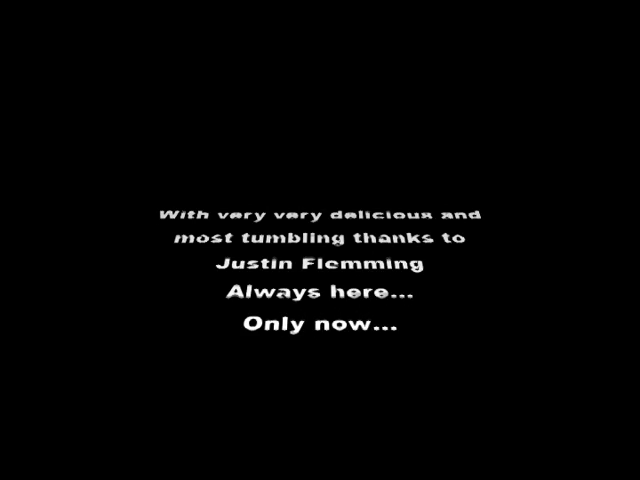 With very very delicious and
most tumbling thanks to
Justin Flemming
Always here...
Only now...